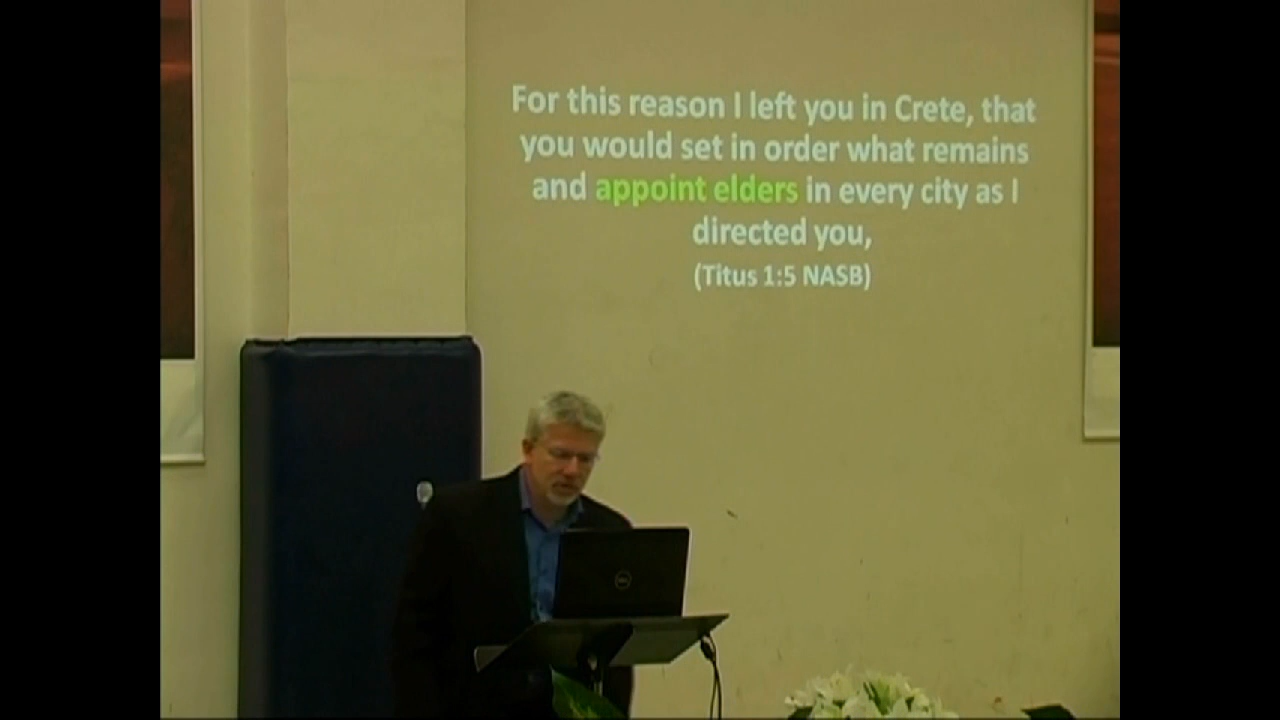 For this reason I left you in Crete, that
you would set in order what remains
and appoint elders in every city as I
directed you,
(Titus 1:5 NASB)
DELL